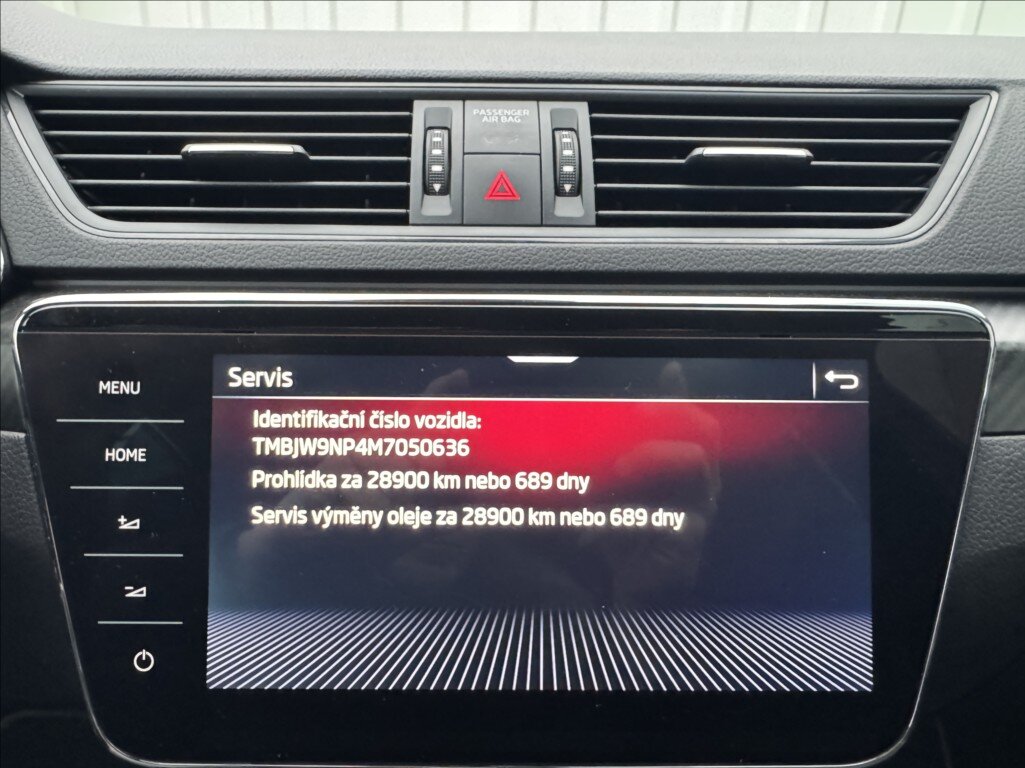 PASSENGER
AIR BAG
MENU
HOME
Servis
Identifikační číslo vozidla:
TMBJW9NP4M7050636
Prohlídka za 28900 km nebo 689 dny
Servis výměny oleje za 28900 km nebo 689 dny